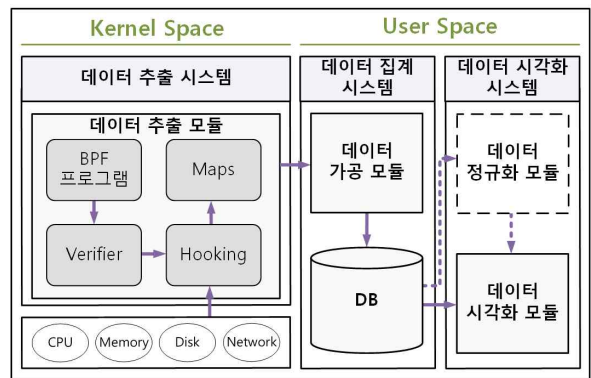 Kernel Space
User Space
데이터 추출 시스템
데이터 집계
시스템
데이터 시각화
시스템
데이터 추출 모듈
BPF
프로그램
Maps
Verifier
Hooking
데이터
가공 모듈
데이터
정규화 모듈
DB
데이터
시각화 모듈
CPU
Memory
Disk
Network